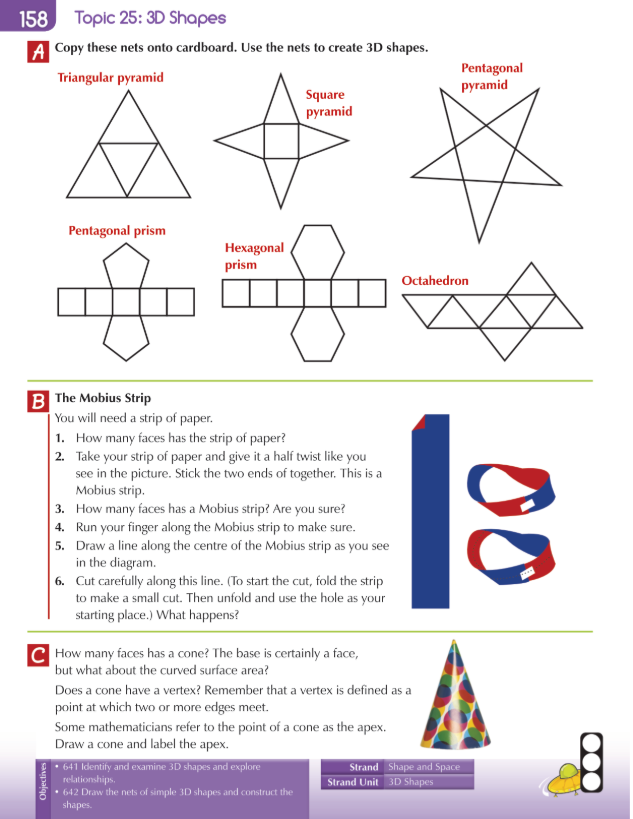 158
Topic 25: 3D Shapes
A
Copy these nets onto cardboard. Use the nets to create 3D shapes.
Triangular pyramid
Square
pyramid
Pentagonal
pyramid
Pentagonal prism
Hexagonal
prism
Octahedron
B
The Mobius Strip
You will need a strip of paper.
1. How many faces has the strip of paper?
2. Take your strip of paper and give it a half twist like you
see in the picture. Stick the two ends of together. This is a
Mobius strip.
3. How many faces has a Mobius strip? Are you sure?
4. Run your finger along the Mobius strip to make sure.
5. Draw a line along the centre of the Mobius strip as you see
in the diagram.
6. Cut carefully along this line. (To start the cut, fold the strip
to make a small cut. Then unfold and use the hole as your
starting place.) What happens?
C
How many faces has a cone? The base is certainly a face,
but what about the curved surface area?
Does a cone have a vertex? Remember that a vertex is defined as a
point at which two or more edges meet.
Some mathematicians refer to the point of a cone as the apex.
Draw a cone and label the apex.
Objectives
• 641 Identify and examine 3D shapes and explore
relationships.
• 642 Draw the nets of simple 3D shapes and construct the
shapes.
Strand Shape and Space
Strand Unit 3D Shapes